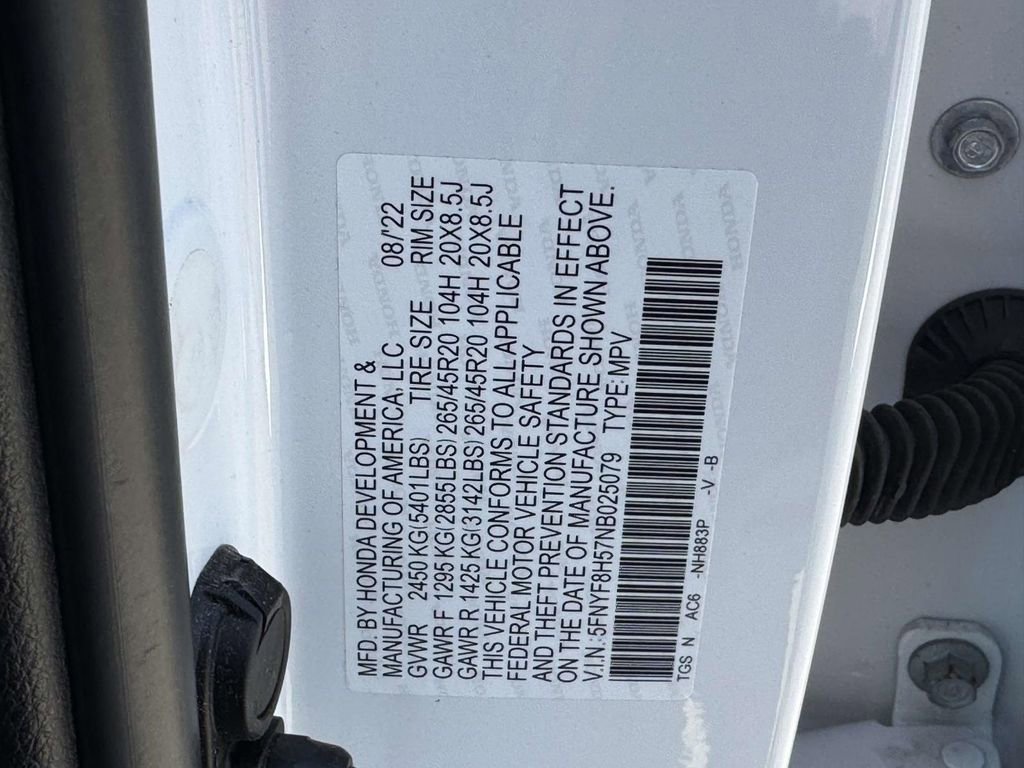 MFD. BY HONDA DEVELOPMENT &
MANUFACTURING OF AMERICA, LLC 08/'22
GVWR 2450 KG(5401LBS) TIRE SIZE RIM SIZE
GAWR F 1295 KG(2855LBS) 265/45R20 104H 20X8.5J
GAWR R 1425 KG(3142LBS) 265/45R20 104H 20X8.5J
THIS VEHICLE CONFORMS TO ALL APPLICABLE
FEDERAL MOTOR VEHICLE SAFETY
AND THEFT PREVENTION STANDARDS IN EFFECT
ON THE DATE OF MANUFACTURE SHOWN ABOVE.
V.I.N.: 5FNYF8H57NB025079 TYPE: MPV
TGS N AC6 -NH883P -V -B